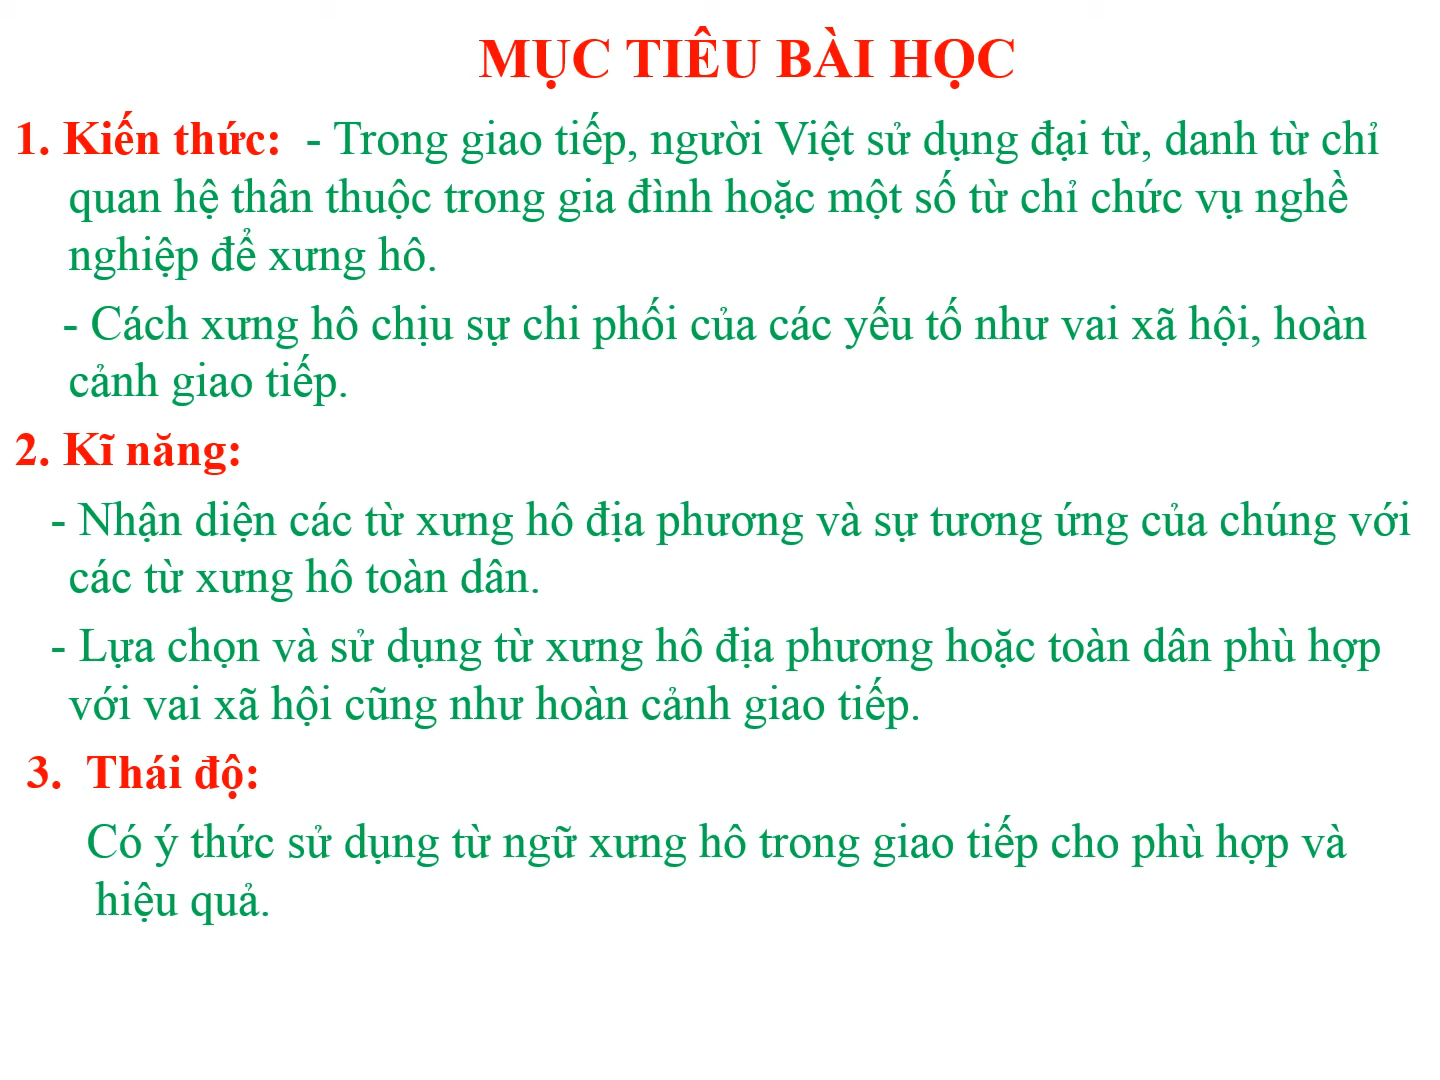 MỤC TIÊU BÀI HỌC
1. Kiến thức: - Trong giao tiếp, người Việt sử dụng đại từ, danh từ chỉ
quan hệ thân thuộc trong gia đình hoặc một số từ chỉ chức vụ nghề
nghiệp để xưng hô.
- Cách xưng hô chịu sự chi phối của các yếu tố như vai xã hội, hoàn
cảnh giao tiếp.
2. Kĩ năng:
- Nhận diện các từ xưng hô địa phương và sự tương ứng của chúng với
các từ xưng hô toàn dân.
- Lựa chọn và sử dụng từ xưng hô địa phương hoặc toàn dân phù hợp
với vai xã hội cũng như hoàn cảnh giao tiếp.
3. Thái độ:
Có ý thức sử dụng từ ngữ xưng hô trong giao tiếp cho phù hợp và
hiệu quả.